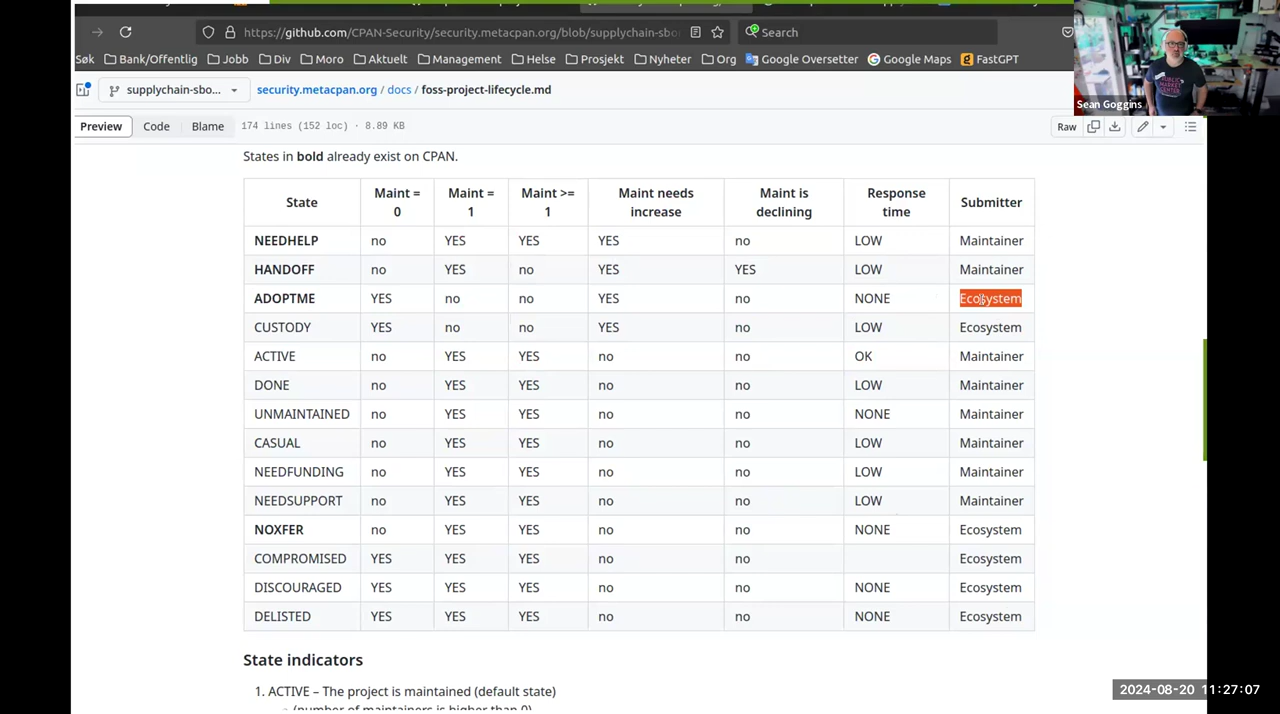 https://github.com/CPAN-Security/security.metacpan.org/blob/supplychain-sbo
Search
Søk Bank/Offentlig Jobb Div Moro Aktuelt Management Helse Prosjekt Nyheter Org Google Oversetter Google Maps FastGPT
supplychain-sbo... security.metacpan.org / docs / foss-project-lifecycle.md
Sean Goggins
Preview Code Blame 174 lines (152 loc) · 8.89 KB Raw
States in bold already exist on CPAN.
State Maint = 0 Maint = 1 Maint >= 1 Maint needs increase Maint is declining Response time Submitter
NEEDHELP no YES YES YES no LOW Maintainer
HANDOFF no YES no YES YES LOW Maintainer
ADOPTME YES no no YES no NONE Ecosystem
CUSTODY YES no no YES no LOW Ecosystem
ACTIVE no YES YES no no OK Maintainer
DONE no YES YES no no LOW Maintainer
UNMAINTAINED no YES YES no no NONE Maintainer
CASUAL no YES YES no no LOW Maintainer
NEEDFUNDING no YES YES no no LOW Maintainer
NEEDSUPPORT no YES YES no no LOW Maintainer
NOXFER no YES YES no no NONE Ecosystem
COMPROMISED YES YES YES no no Ecosystem
DISCOURAGED YES YES YES no no NONE Ecosystem
DELISTED YES YES YES no no NONE Ecosystem
State indicators
1. ACTIVE – The project is maintained (default state)
(number of maintainers is higher than 0)
2024-08-20 11:27:07